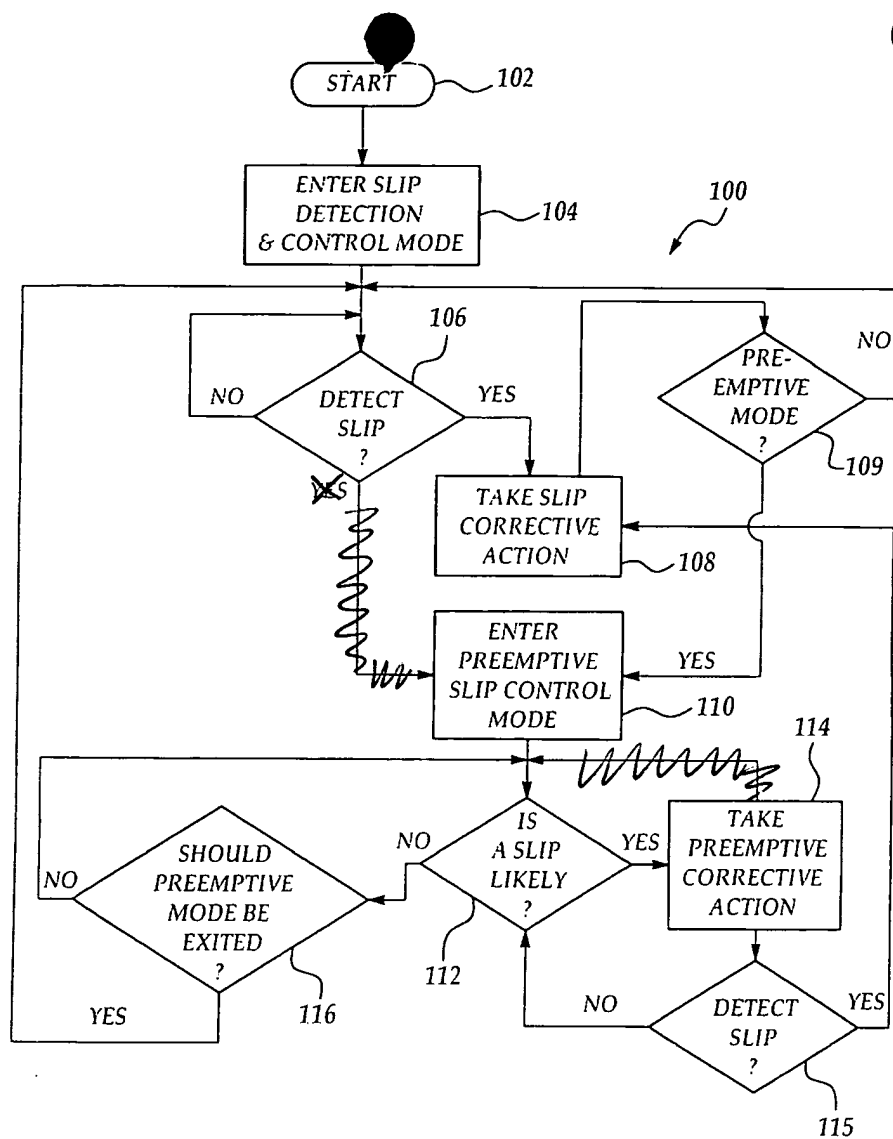 START
102
ENTER SLIP
DETECTION
& CONTROL MODE
104
100
106
NO
DETECT
SLIP
?
YES
PRE-
EMPTIVE
MODE
?
NO
109
YES
TAKE SLIP
CORRECTIVE
ACTION
108
ENTER
PREEMPTIVE
SLIP CONTROL
MODE
YES
110
114
NO
SHOULD
PREEMPTIVE
MODE BE
EXITED
?
NO
IS
A SLIP
LIKELY
?
YES
TAKE
PREEMPTIVE
CORRECTIVE
ACTION
112
116
YES
NO
DETECT
SLIP
?
YES
115